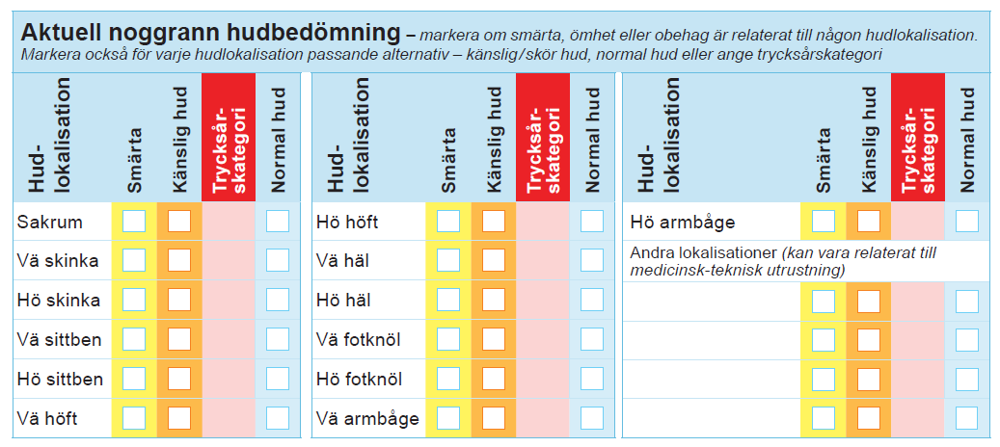 Aktuell noggrann hudbedömning – markera om smärta, ömhet eller obehag är relaterat till någon hudlokalisation.
Markera också för varje hudlokalisation passande alternativ – känslig/skör hud, normal hud eller ange trycksårskategori
Hud-
lokalisation
Smärta
Känslig hud
Trycksår-
skategori
Normal hud
Sakrum
Vä skinka
Hö skinka
Vä sittben
Hö sittben
Vä höft
Hud-
lokalisation
Smärta
Känslig hud
Trycksår-
skategori
Normal hud
Hö höft
Vä häl
Hö häl
Vä fotknöl
Hö fotknöl
Vä armbåge
Hud-
lokalisation
Smärta
Känslig hud
Trycksår-
skategori
Normal hud
Hö armbåge
Andra lokalisationer (kan vara relaterat till
medicinsk-teknisk utrustning)